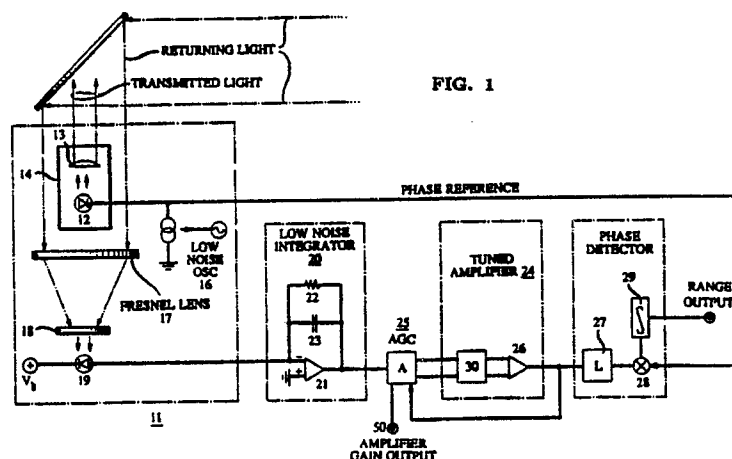 RETURNING LIGHT
TRANSMITTED LIGHT
FIG. 1
13
14
12
PHASE REFERENCE
LOW
NOISE
OSC
16
FRESNEL LENS
17
18
19
V
11
LOW NOISE
INTEGRATOR
20
22
23
21
25
AGC
A
50
AMPLIFIER
GAIN OUTPUT
TUNED
AMPLIFIER 24
30
26
PHASE
DETECTOR
29
27
L
28
RANGE
OUTPUT